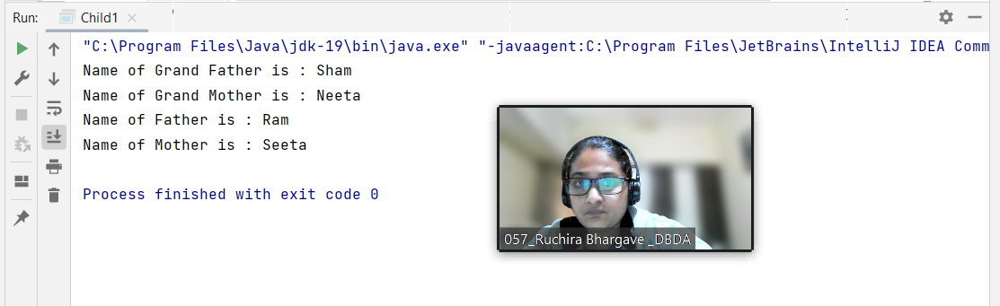 Run: Child1
"C:\Program Files\Java\jdk-19\bin\java.exe" "-javaagent:C:\Program Files\JetBrains\IntelliJ IDEA Comm
Name of Grand Father is : Sham
Name of Grand Mother is : Neeta
Name of Father is : Ram
Name of Mother is : Seeta
Process finished with exit code 0
057_Ruchira Bhargave _DBDA